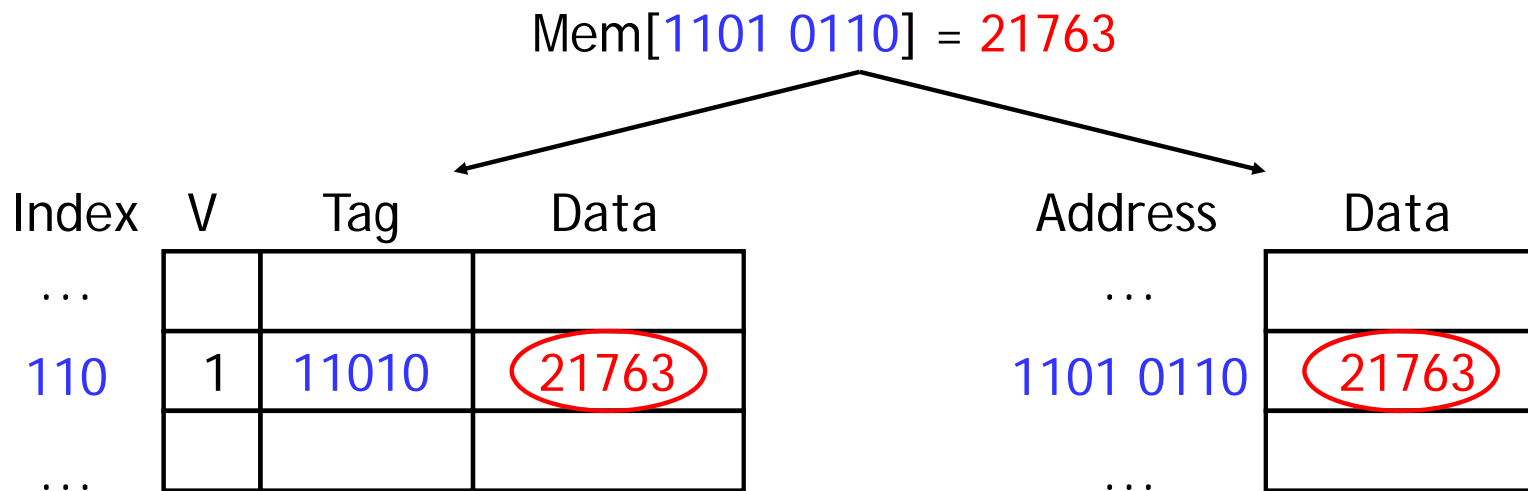 Mem[1101 0110] = 21763
Index V Tag Data Address Data
... ...
110 1 11010 21763 1101 0110 21763
... ...